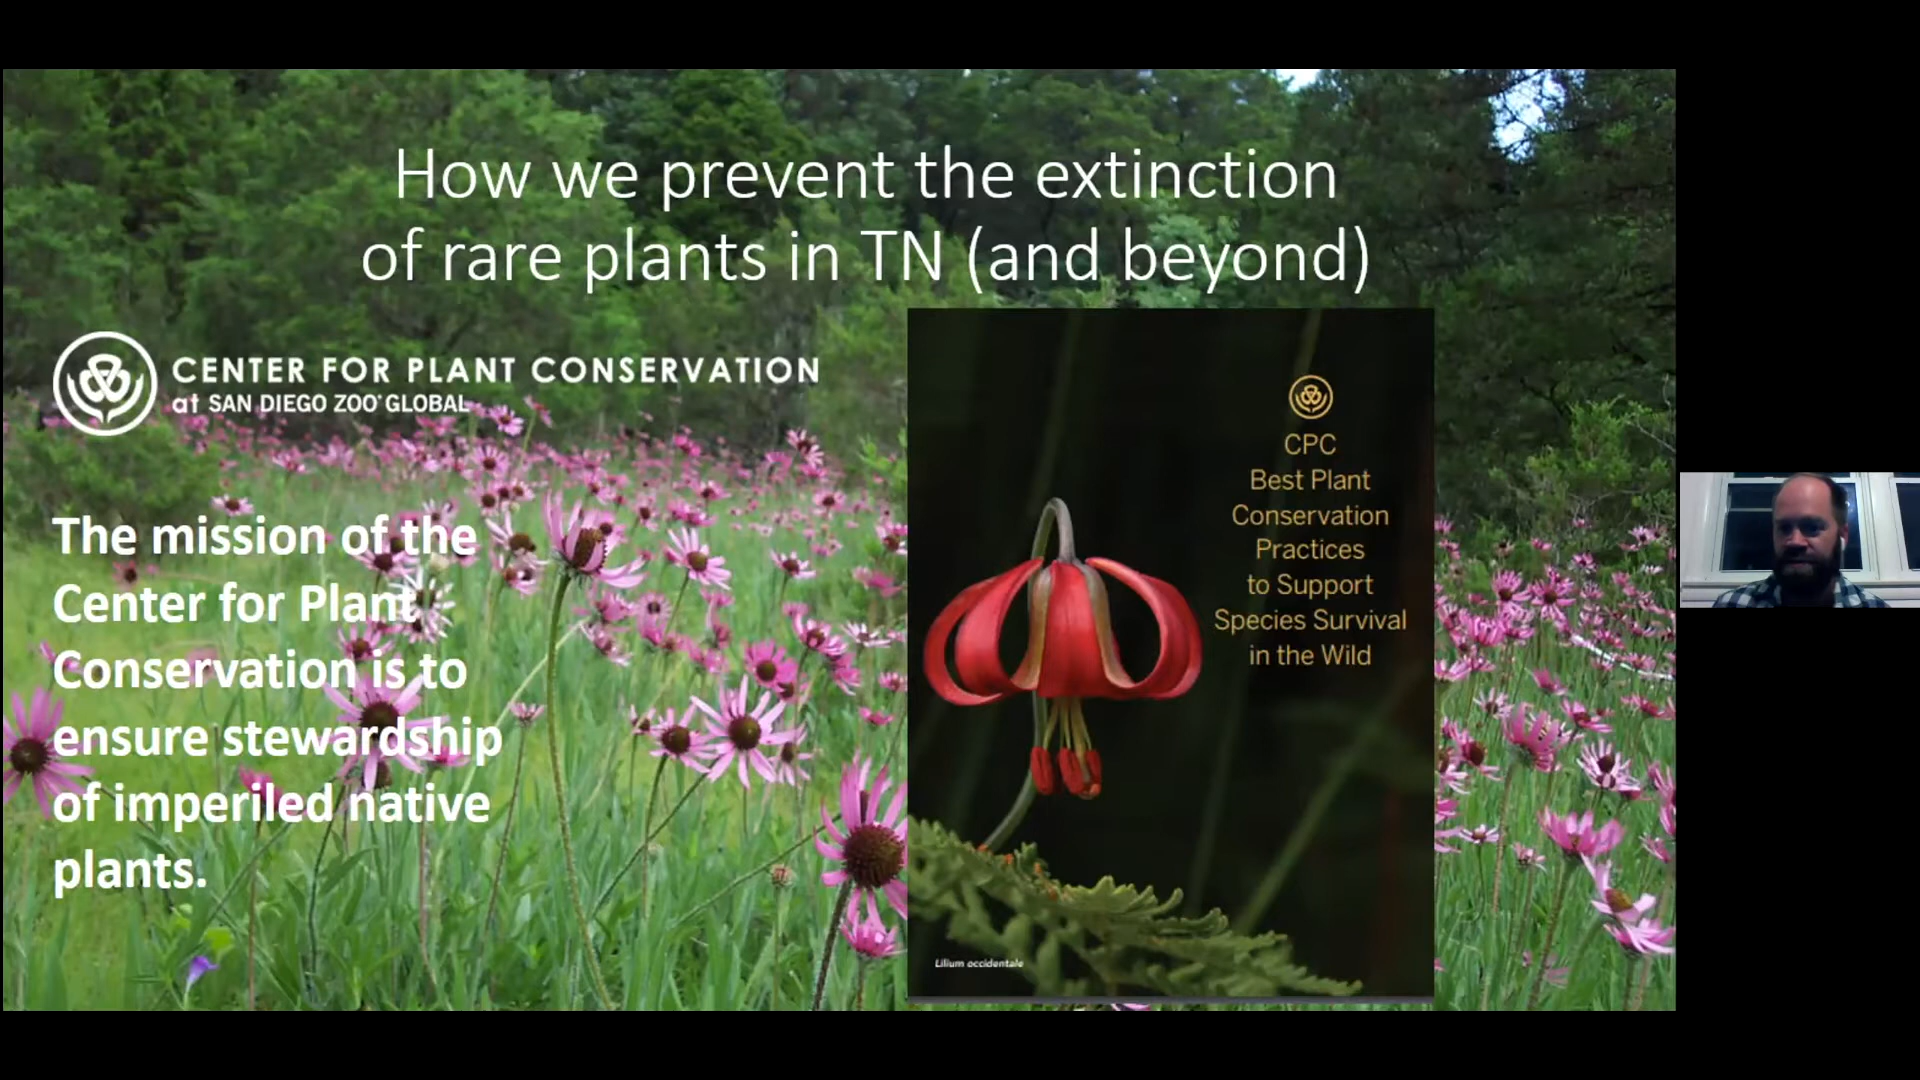 How we prevent the extinction
of rare plants in TN (and beyond)
CENTER FOR PLANT CONSERVATION
at SAN DIEGO ZOO® GLOBAL
The mission of the
Center for Plant
Conservation is to
ensure stewardship
of imperiled native
plants.
CPC
Best Plant
Conservation
Practices
to Support
Species Survival
in the Wild
Lilium occidentale